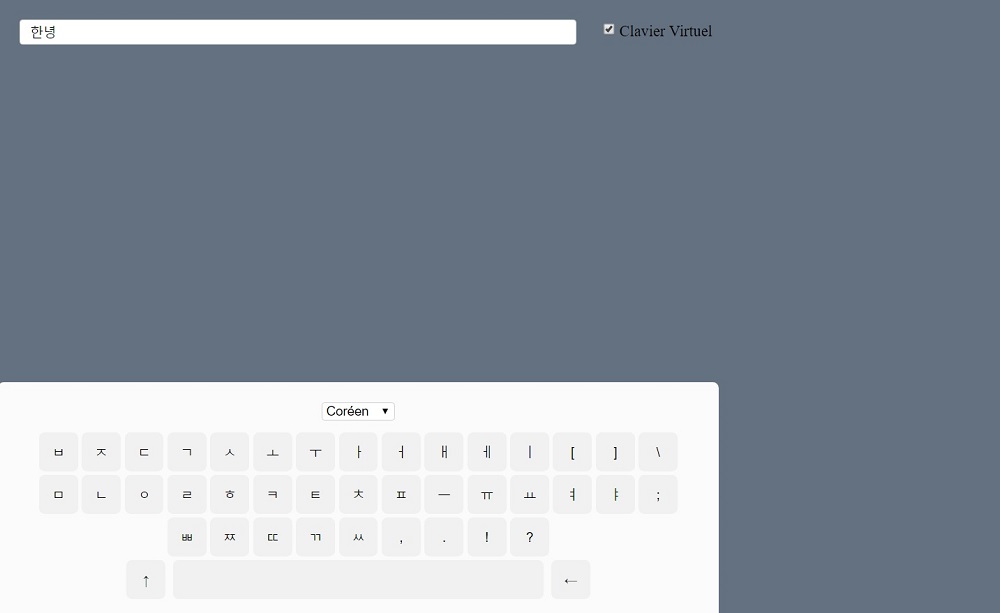 한녕
Clavier Virtuel
Coréen
ㅂ ㅈ ㄷ ㄱ ㅅ ㅗ ㅜ ㅏ ㅓ ㅐ ㅔ ㅣ [ ] \
ㅁ ㄴ ㅇ ㄹ ㅎ ㅋ ㅌ ㅊ ㅍ ㅡ ㅠ ㅛ ㅕ ㅑ ;
ㅃ ㅉ ㄸ ㄲ ㅆ , . ! ?
↑ ←